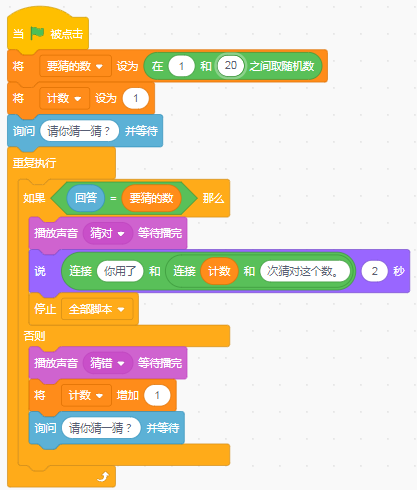 当 被点击
将 要猜的数 设为 在 1 和 20 之间取随机数
将 计数 设为 1
询问 请你猜一猜？ 并等待
重复执行
如果 回答 = 要猜的数 那么
播放声音 猜对 等待播完
说 连接 你用了 和 连接 计数 和 次猜对这个数。 2 秒
停止 全部脚本
否则
播放声音 猜错 等待播完
将 计数 增加 1
询问 请你猜一猜？ 并等待